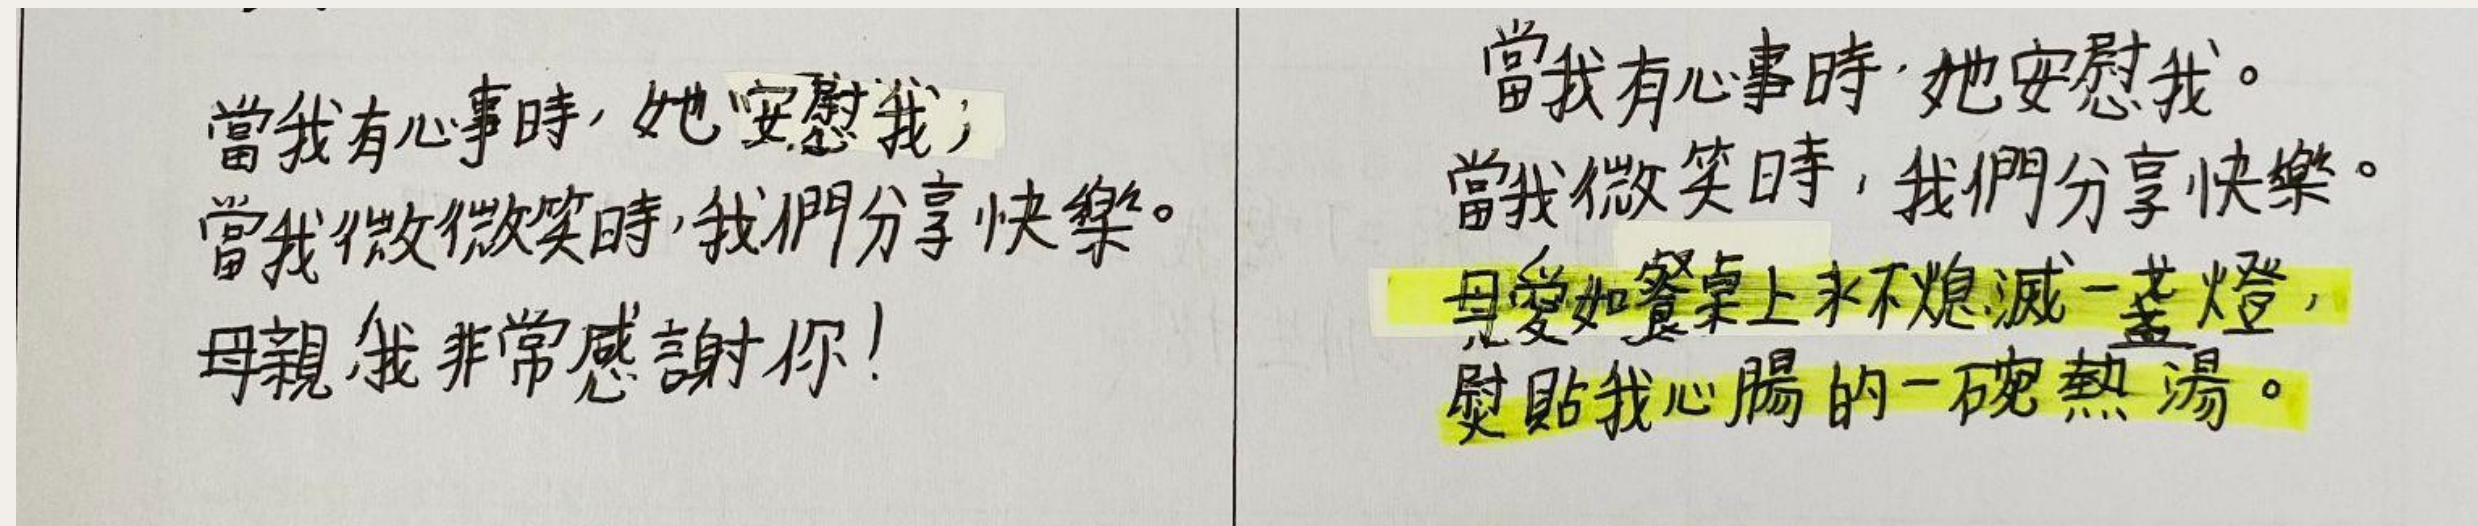 當我有心事時，她安慰我；
當我微微笑時，我們分享快樂。
母親，我非常感謝你！
當我有心事時，她安慰我。
當我微笑時，我們分享快樂。
母愛如餐桌上永不熄滅一盞燈，
熨貼我心腸的一碗熱湯。